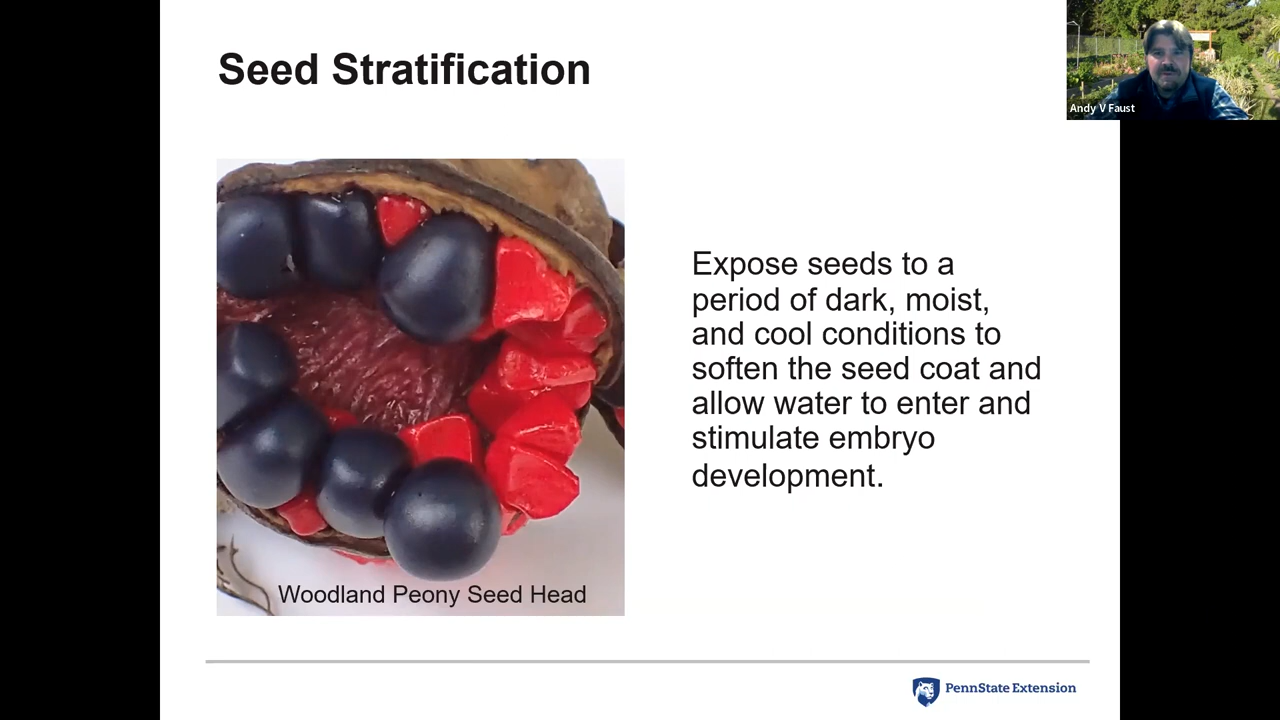 Seed Stratification
Andy V Faust
Expose seeds to a
period of dark, moist,
and cool conditions to
soften the seed coat and
allow water to enter and
stimulate embryo
development.
Woodland Peony Seed Head
PennState Extension